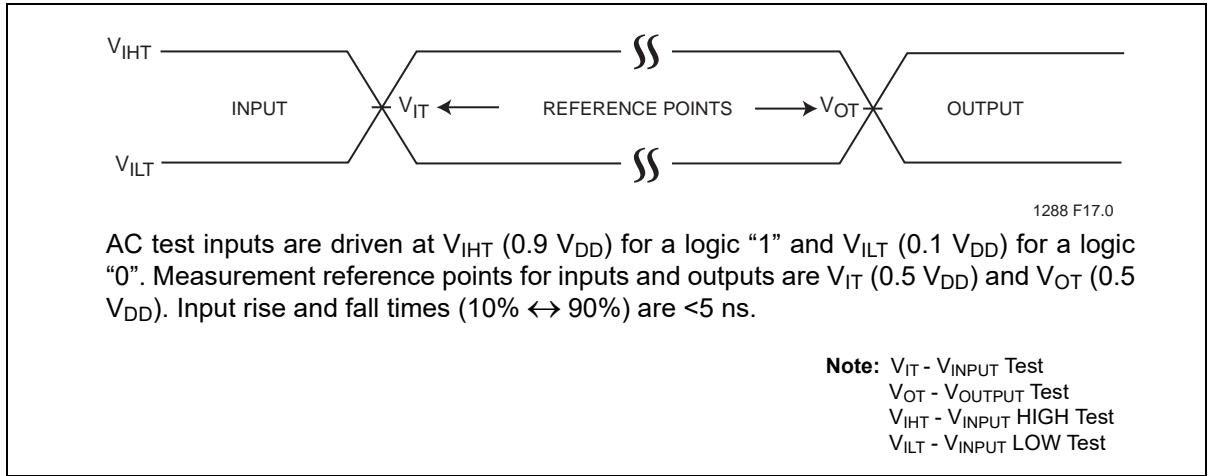 VIHT
INPUT VIT REFERENCE POINTS VOT OUTPUT
VILT
1288 F17.0
AC test inputs are driven at VIHT (0.9 VDD) for a logic “1” and VILT (0.1 VDD) for a logic
“0”. Measurement reference points for inputs and outputs are VIT (0.5 VDD) and VOT (0.5
VDD). Input rise and fall times (10% ↔ 90%) are <5 ns.
Note: VIT - VINPUT Test
VOT - VOUTPUT Test
VIHT - VINPUT HIGH Test
VILT - VINPUT LOW Test